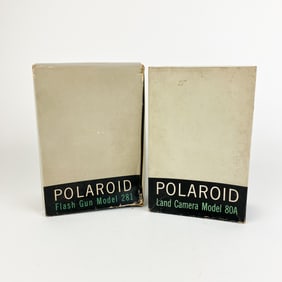 POLAROID
Flash Gun Model 281
POLAROID
Land Camera Model 80A